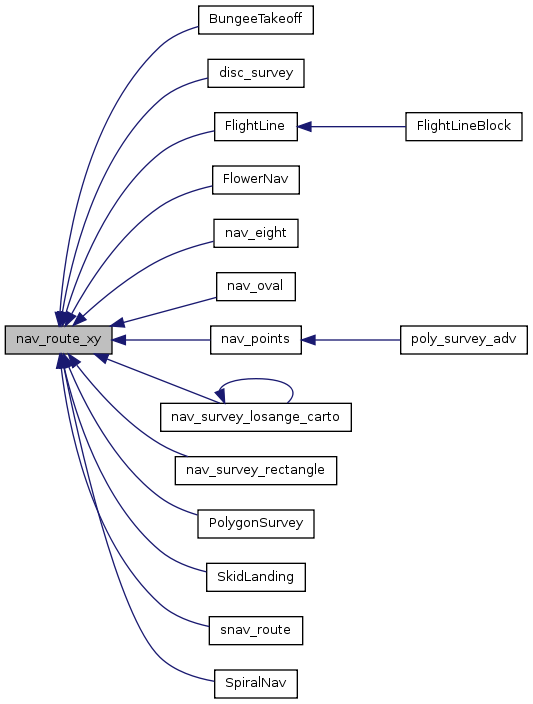 BungeeTakeoff
disc_survey
FlightLine
FlightLineBlock
FlowerNav
nav_eight
nav_oval
nav_route_xy
nav_points
poly_survey_adv
nav_survey_losange_carto
nav_survey_rectangle
PolygonSurvey
SkidLanding
snav_route
SpiralNav